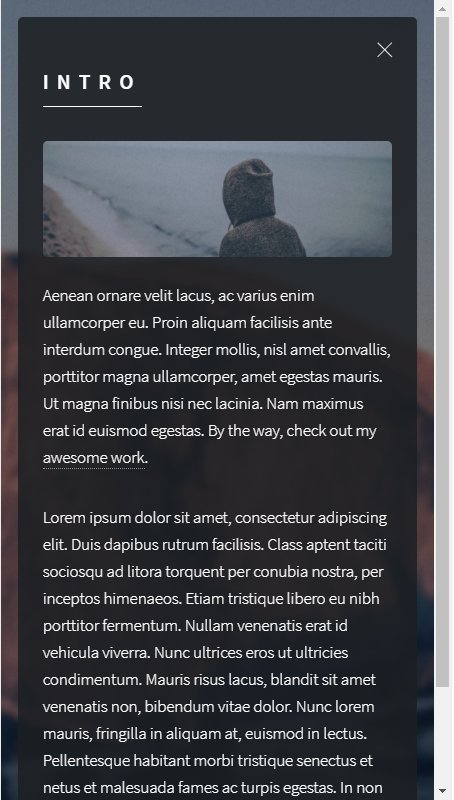 INTRO
Aenean ornare velit lacus, ac varius enim
ullamcorper eu. Proin aliquam facilisis ante
interdum congue. Integer mollis, nisl amet convallis,
porttitor magna ullamcorper, amet egestas mauris.
Ut magna finibus nisi nec lacinia. Nam maximus
erat id euismod egestas. By the way, check out my
awesome work.
Lorem ipsum dolor sit amet, consectetur adipiscing
elit. Duis dapibus rutrum facilisis. Class aptent taciti
sociosqu ad litora torquent per conubia nostra, per
inceptos himenaeos. Etiam tristique libero eu nibh
porttitor fermentum. Nullam venenatis erat id
vehicula viverra. Nunc ultrices eros ut ultricies
condimentum. Mauris risus lacus, blandit sit amet
venenatis non, bibendum vitae dolor. Nunc lorem
mauris, fringilla in aliquam at, euismod in lectus.
Pellentesque habitant morbi tristique senectus et
netus et malesuada fames ac turpis egestas. In non